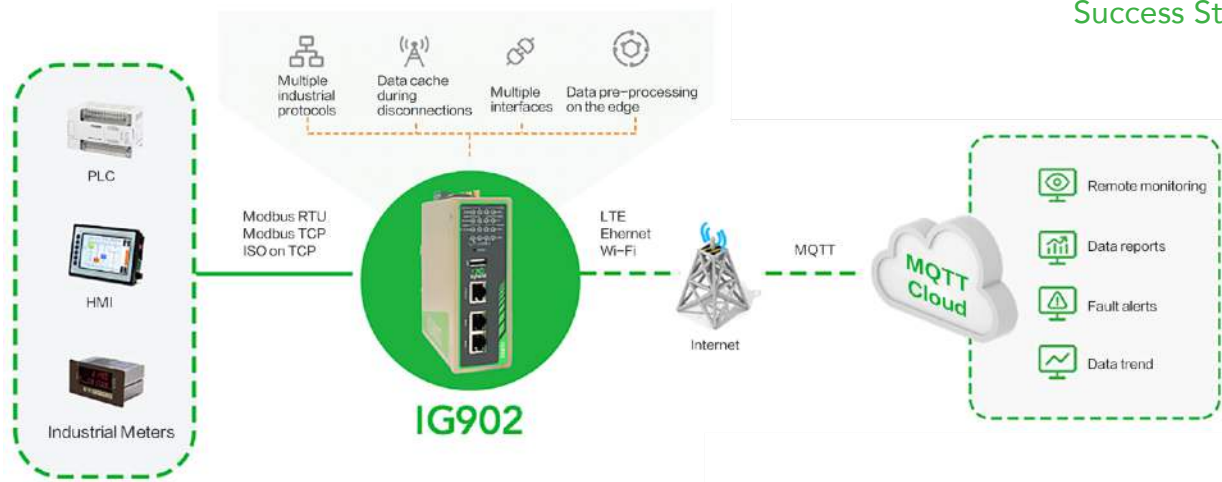 Success St
Multiple
industrial
protocols
Data cache
during
disconnections
Multiple
interfaces
Data pre-processing
on the edge
PLC
HMI
Industrial Meters
Modbus RTU
Modbus TCP
ISO on TCP
IG902
LTE
Ehernet
Wi-Fi
Internet
MQTT
MQTT
Cloud
Remote monitoring
Data reports
Fault alerts
Data trend